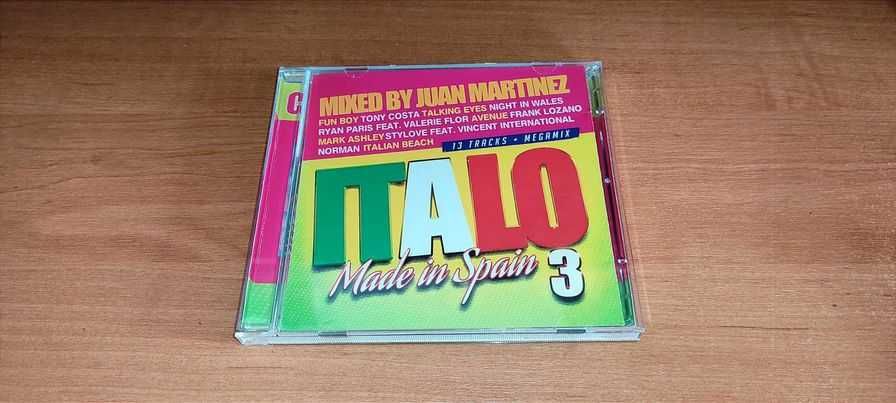 C
MIXED BY JUAN MARTINEZ
FUN BOY TONY COSTA TALKING EYES NIGHT IN WALES
RYAN PARIS FEAT. VALERIE FLOR AVENUE FRANK LOZANO
MARK ASHLEY STYLOVE FEAT. VINCENT INTERNATIONAL
NORMAN ITALIAN BEACH 13 TRACKS + MEGAMIX
ITALO
Made in Spain 3